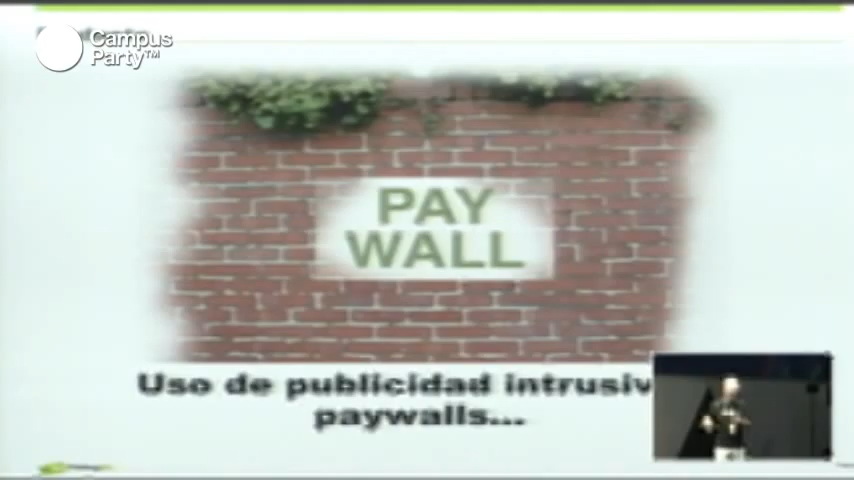 Campus
Party™
PAY
WALL
Uso de publicidad intrusiv
paywalls...